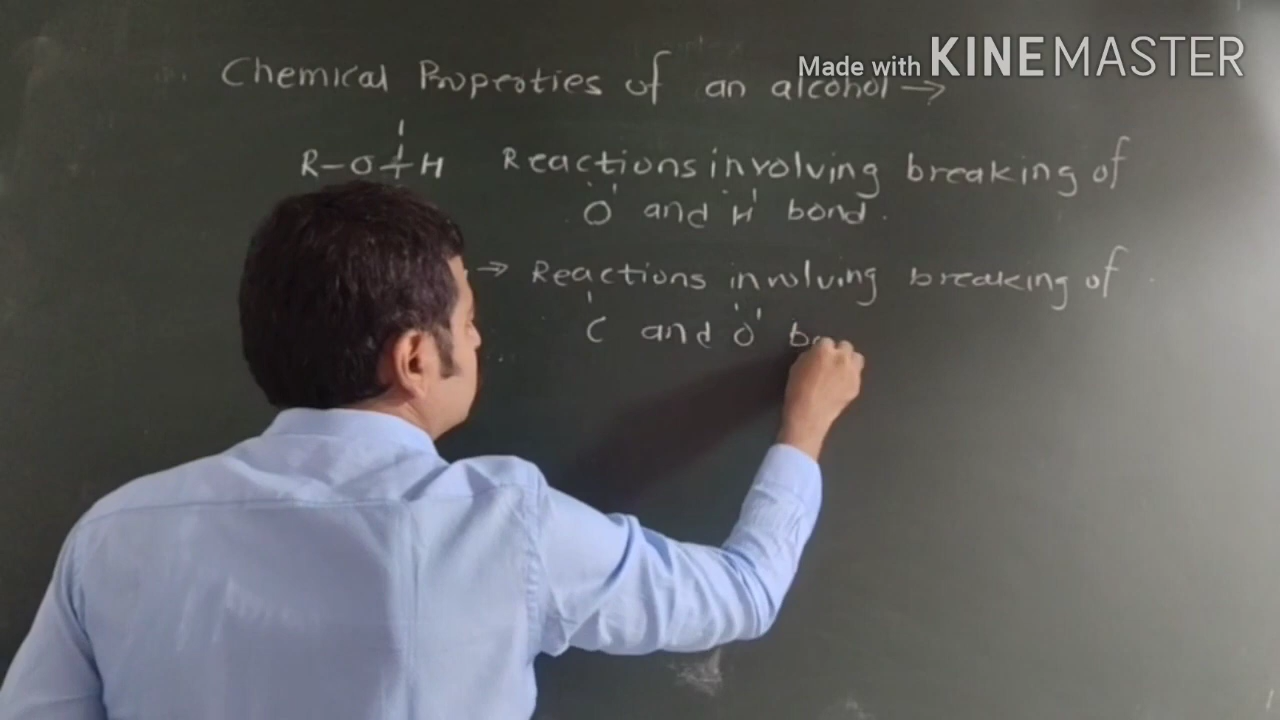 Made with KINEMASTER
Chemical Properties of an alcohol →
R-O+H Reactions involving breaking of
'O' and 'H' bond.
→ Reactions involving breaking of
'C' and 'O'